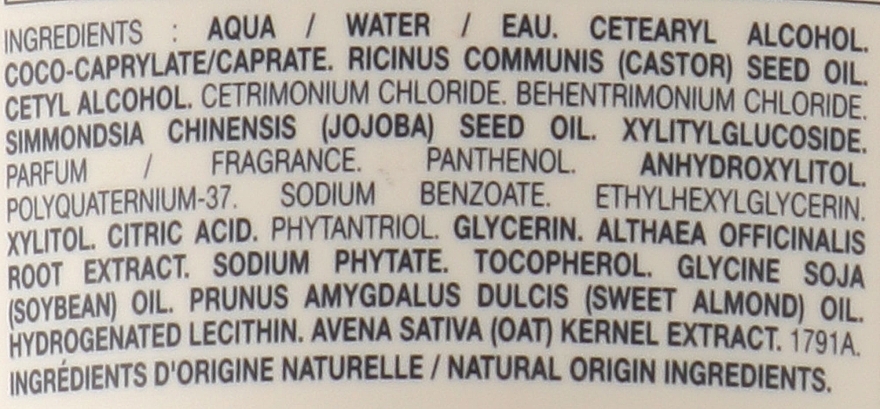 INGREDIENTS : AQUA / WATER / EAU. CETEARYL ALCOHOL.
COCO-CAPRYLATE/CAPRATE. RICINUS COMMUNIS (CASTOR) SEED OIL.
CETYL ALCOHOL. CETRIMONIUM CHLORIDE. BEHENTRIMONIUM CHLORIDE.
SIMMONDSIA CHINENSIS (JOJOBA) SEED OIL. XYLITYLGLUCOSIDE.
PARFUM / FRAGRANCE. PANTHENOL. ANHYDROXYLITOL.
POLYQUATERNIUM-37. SODIUM BENZOATE. ETHYLHEXYLGLYCERIN.
XYLITOL. CITRIC ACID. PHYTANTRIOL. GLYCERIN. ALTHAEA OFFICINALIS
ROOT EXTRACT. SODIUM PHYTATE. TOCOPHEROL. GLYCINE SOJA
(SOYBEAN) OIL. PRUNUS AMYGDALUS DULCIS (SWEET ALMOND) OIL.
HYDROGENATED LECITHIN. AVENA SATIVA (OAT) KERNEL EXTRACT. 1791A.
INGRÉDIENTS D'ORIGINE NATURELLE / NATURAL ORIGIN INGREDIENTS.